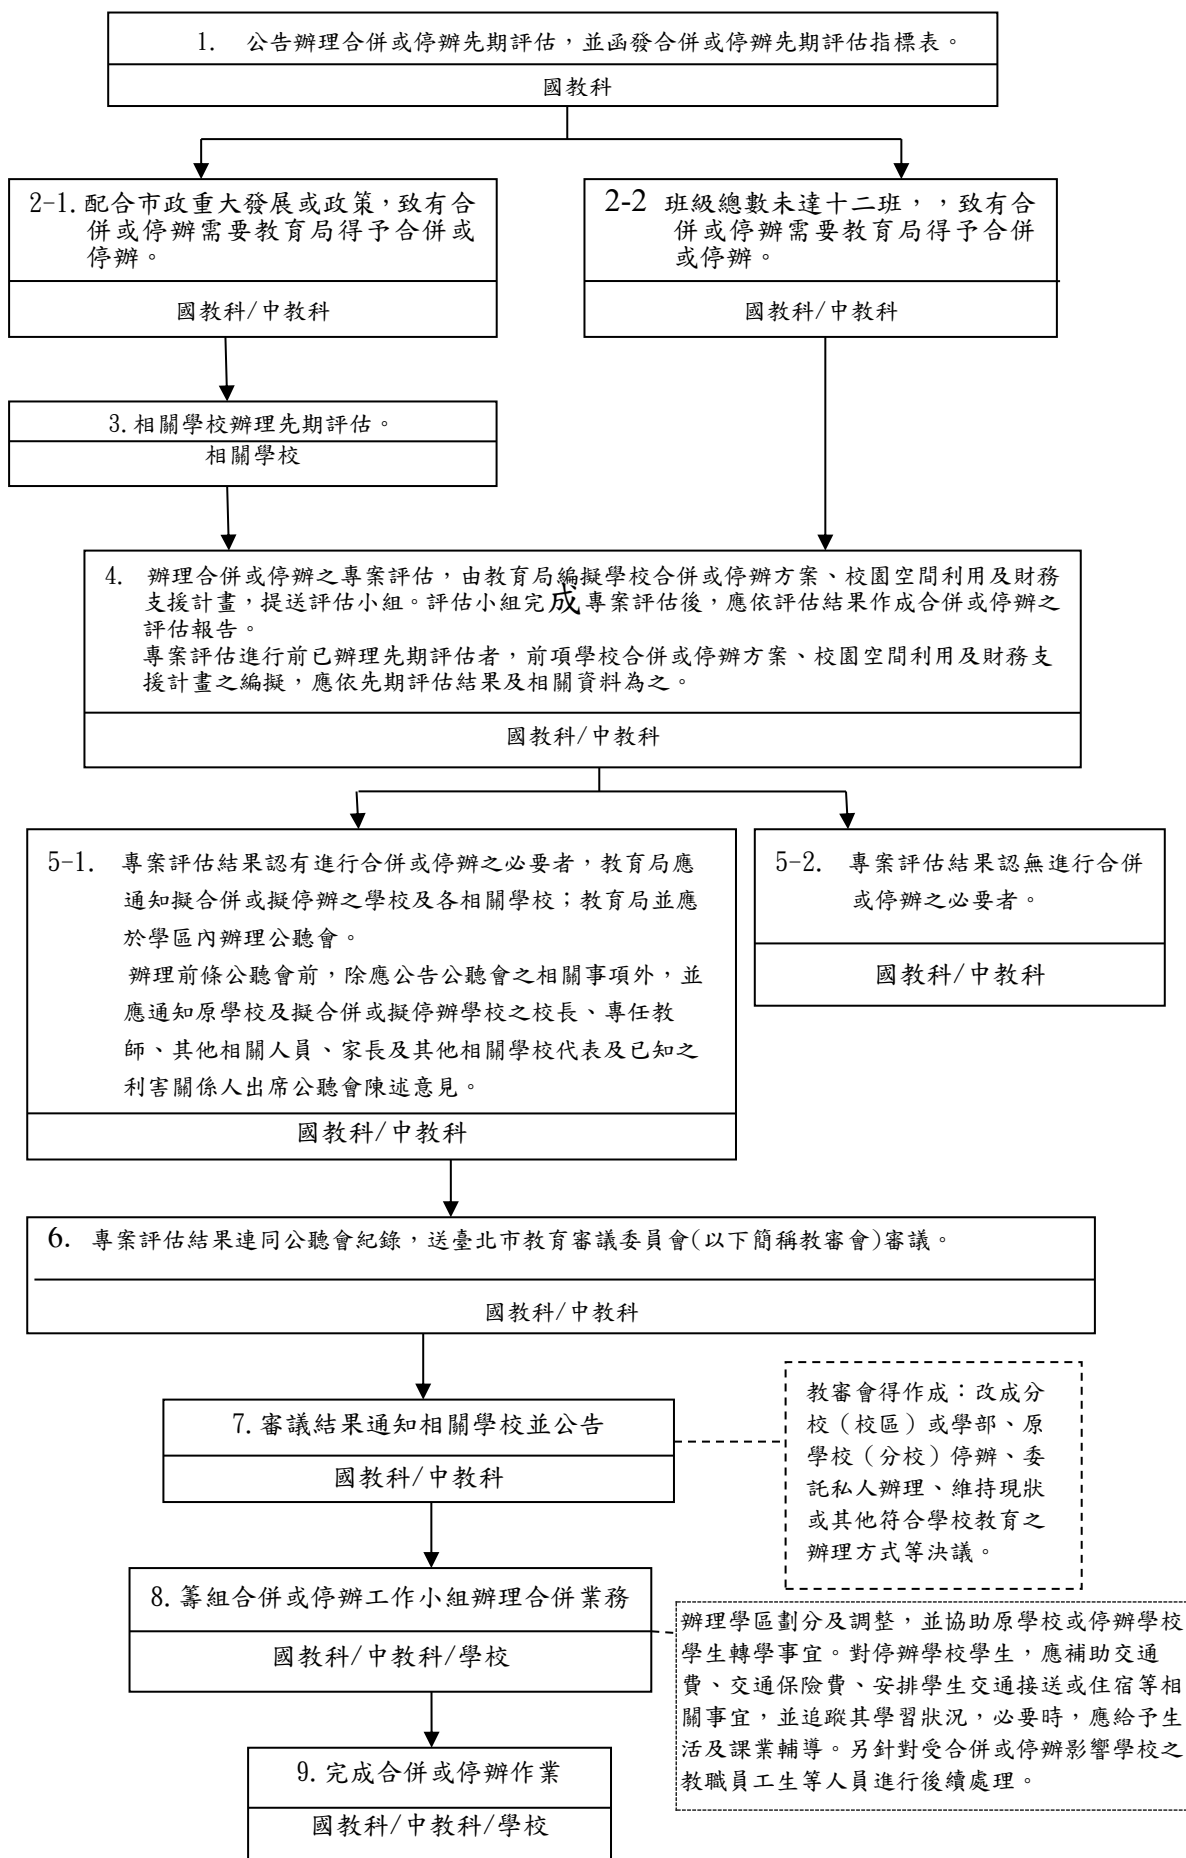 1. 公告辦理合併或停辦先期評估，並函發合併或停辦先期評估指標表。
國教科
2-1. 配合市政重大發展或政策，致有合
併或停辦需要教育局得予合併或
停辦。
國教科/中教科
2-2 班級總數未達十二班，，致有合
併或停辦需要教育局得予合併
或停辦。
國教科/中教科
3. 相關學校辦理先期評估。
相關學校
4. 辦理合併或停辦之專案評估，由教育局編擬學校合併或停辦方案、校園空間利用及財務
支援計畫，提送評估小組。評估小組完成專案評估後，應依評估結果作成合併或停辦之
評估報告。
專案評估進行前已辦理先期評估者，前項學校合併或停辦方案、校園空間利用及財務支
援計畫之編擬，應依先期評估結果及相關資料為之。
國教科/中教科
5-1. 專案評估結果認有進行合併或停辦之必要者，教育局應
通知擬合併或擬停辦之學校及各相關學校；教育局並應
於學區內辦理公聽會。
辦理前條公聽會前，除應公告公聽會之相關事項外，並
應通知原學校及擬合併或擬停辦學校之校長、專任教
師、其他相關人員、家長及其他相關學校代表及已知之
利害關係人出席公聽會陳述意見。
國教科/中教科
5-2. 專案評估結果認無進行合併
或停辦之必要者。
國教科/中教科
6. 專案評估結果連同公聽會紀錄，送臺北市教育審議委員會(以下簡稱教審會)審議。
國教科/中教科
7. 審議結果通知相關學校並公告
國教科/中教科
教審會得作成：改成分
校（校區）或學部、原
學校（分校）停辦、委
託私人辦理、維持現狀
或其他符合學校教育之
辦理方式等決議。
8. 籌組合併或停辦工作小組辦理合併業務
國教科/中教科/學校
辦理學區劃分及調整，並協助原學校或停辦學校
學生轉學事宜。對停辦學校學生，應補助交通
費、交通保險費、安排學生交通接送或住宿等相
關事宜，並追蹤其學習狀況，必要時，應給予生
活及課業輔導。另針對受合併或停辦影響學校之
教職員工生等人員進行後續處理。
9. 完成合併或停辦作業
國教科/中教科/學校